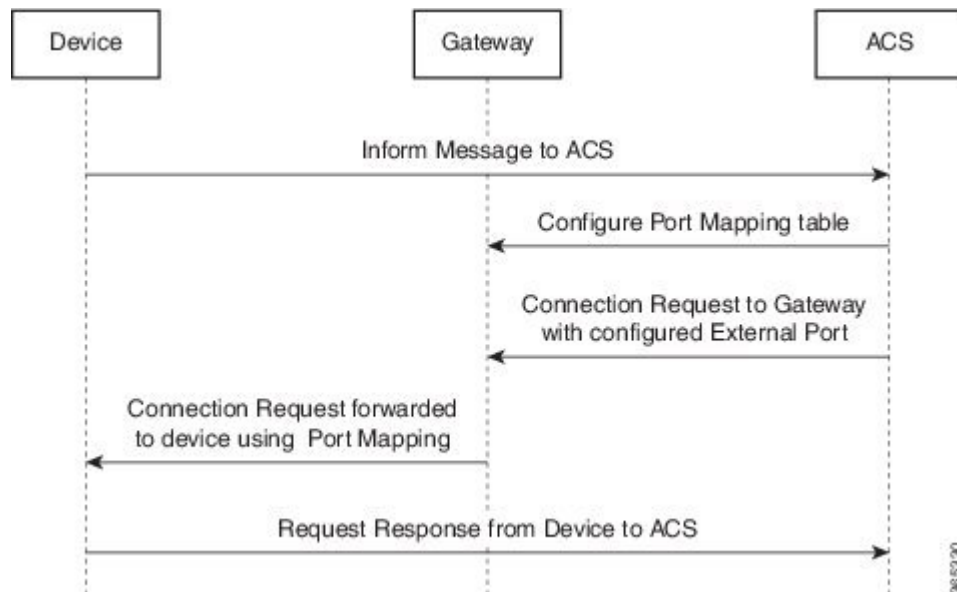 Device
Gateway
ACS
Inform Message to ACS
Configure Port Mapping table
Connection Request to Gateway
with configured External Port
Connection Request forwarded
to device using Port Mapping
Request Response from Device to ACS